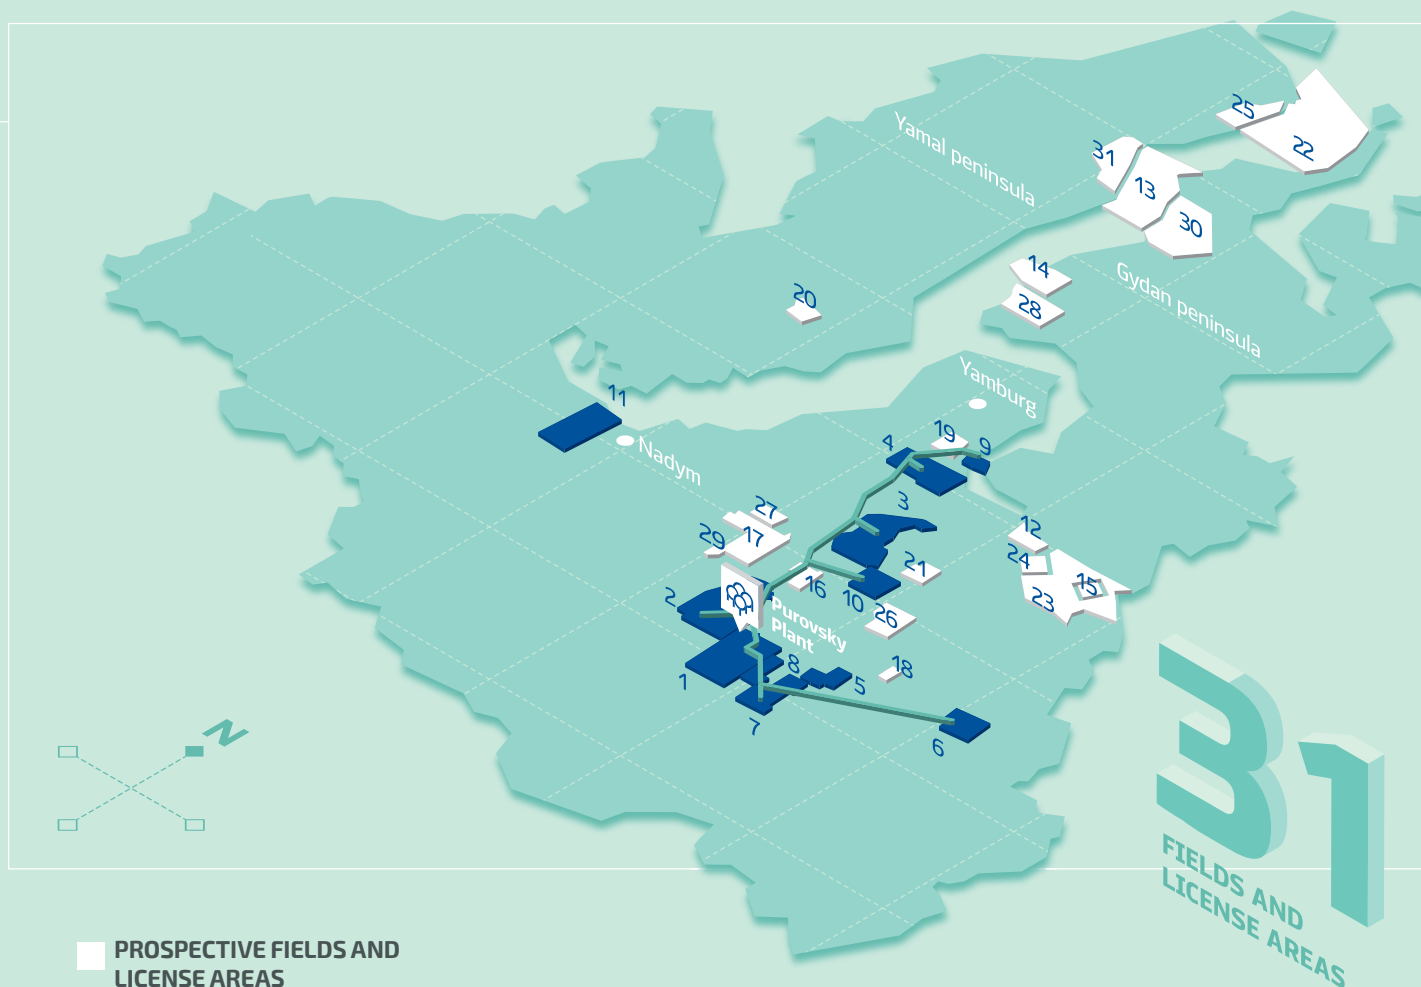 25
22
31
13
30
Yamal peninsula
14
28
Gydan peninsula
20
Yamburg
11
Nadym
19
4
9
3
27
17
29
12
24
15
23
21
16
10
26
2
Purovsky
Plant
18
1
8
5
7
6
N
31
FIELDS AND
LICENSE AREAS
PROSPECTIVE FIELDS AND
LICENSE AREAS